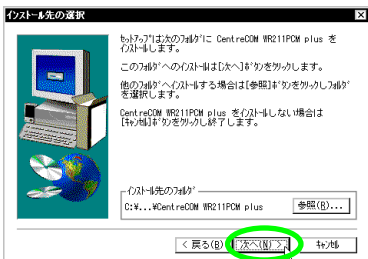 インストール先の選択
ｾｯﾄｱｯﾌﾟは次のﾌｫﾙﾀﾞに CentreCOM WR211PCM plus を
ｲﾝｽﾄｰﾙします。
このﾌｫﾙﾀﾞへのｲﾝｽﾄｰﾙは[次へ]ﾎﾞﾀﾝをｸﾘｯｸします。
他のﾌｫﾙﾀﾞへｲﾝｽﾄｰﾙする場合は[参照]ﾎﾞﾀﾝをｸﾘｯｸしﾌｫﾙﾀﾞ
を選択します。
CentreCOM WR211PCM plus をｲﾝｽﾄｰﾙしない場合は
[ｷｬﾝｾﾙ]ﾎﾞﾀﾝをｸﾘｯｸし終了します。
ｲﾝｽﾄｰﾙ先のﾌｫﾙﾀﾞ
C:¥...¥CentreCOM WR211PCM plus
参照(R)...
< 戻る(B)
次へ(N) >
ｷｬﾝｾﾙ